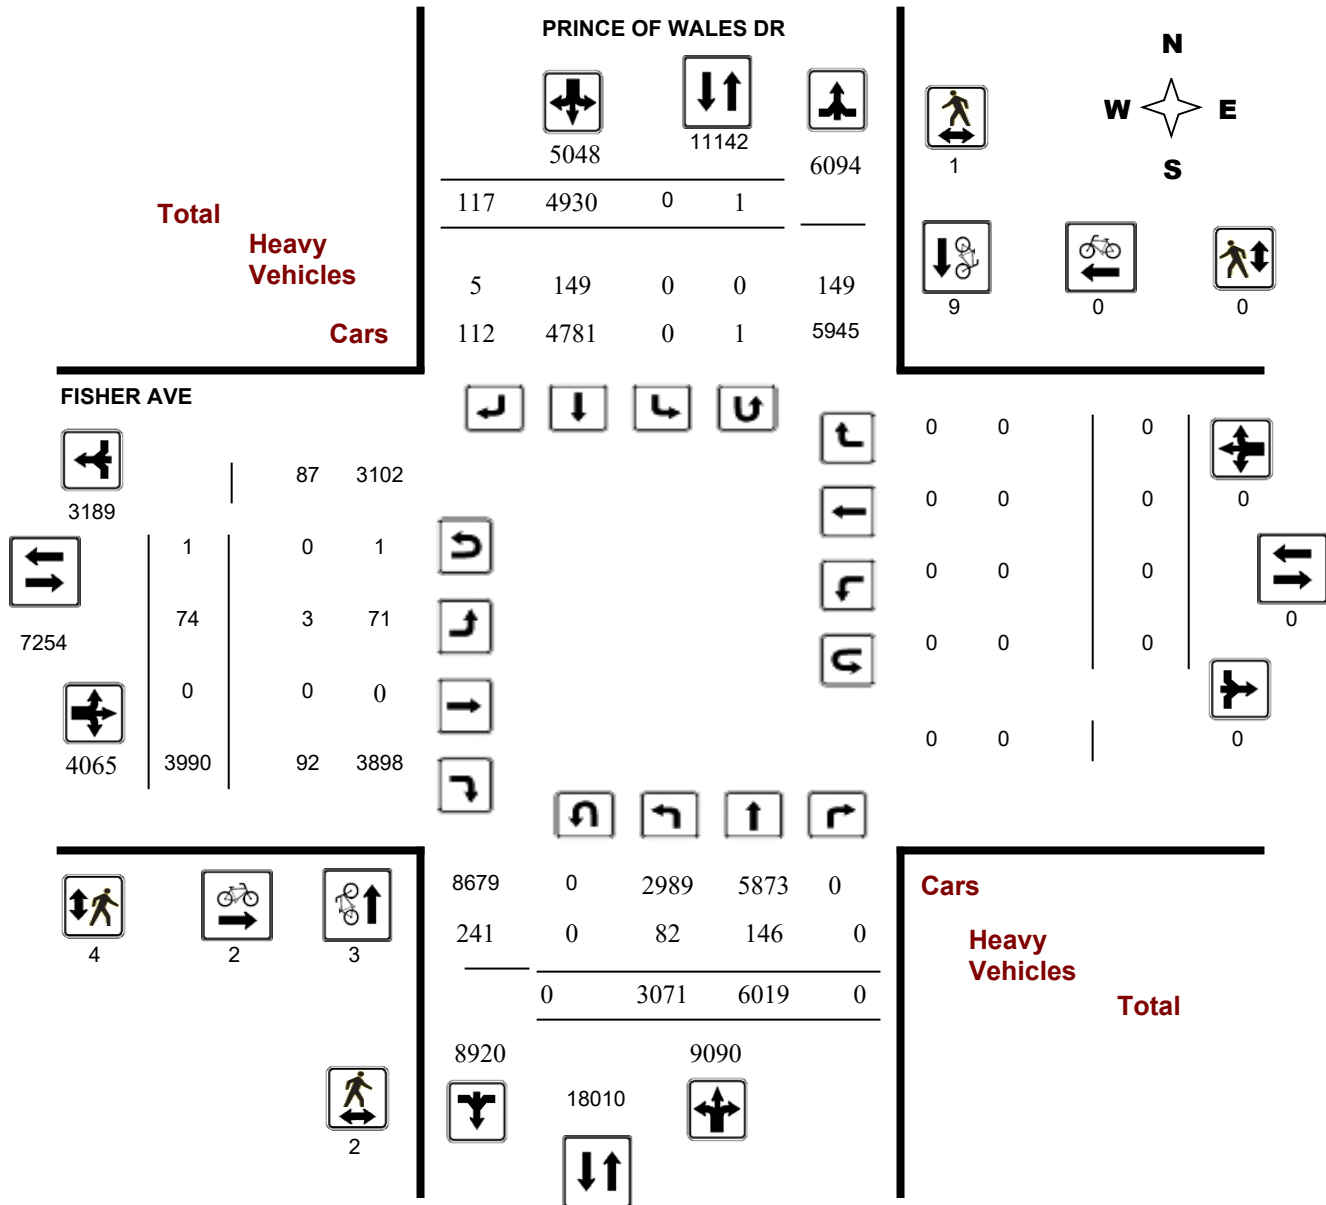 PRINCE OF WALES DR
N
W E
S
5048 11142 6094 1
117 4930 0 1
Total
Heavy
Vehicles
5 149 0 0 149
9 0 0
Cars 112 4781 0 1 5945
FISHER AVE
0 0 0
87 3102
3189 0 0 0 0
1 0 1
0 0 0
74 3 71 0
7254 0 0 0
0 0 0
0 0 0
4065 3990 92 3898
8679 0 2989 5873 0 Cars
241 0 82 146 0 Heavy
Vehicles
4 2 3
0 3071 6019 0 Total
8920 9090
18010
2